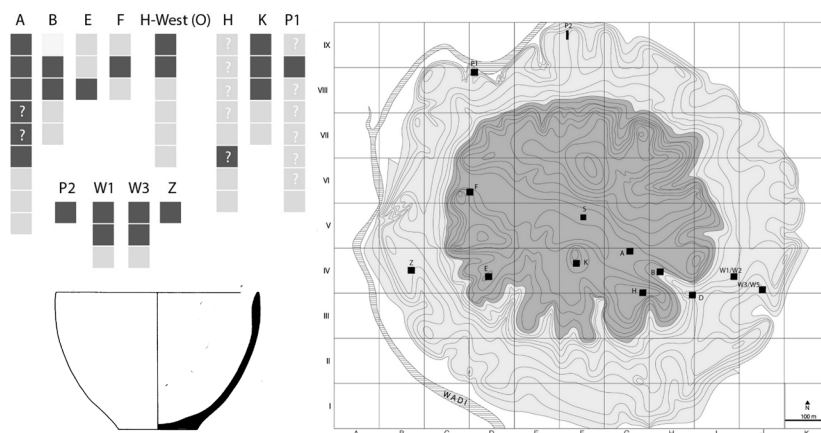 A B E F H-West (O) H K P1
? ?
? ?
?
? ?
? ?
?
? ?
?
P2 W1 W3 Z
IX
VIII
VII
VI
V
IV
III
II
I
P2
P1
F
S
A
Z
E
K
B
W1/W2
H
D
W3/W5
WADI
N
100 m
A B C D E F G H I J K